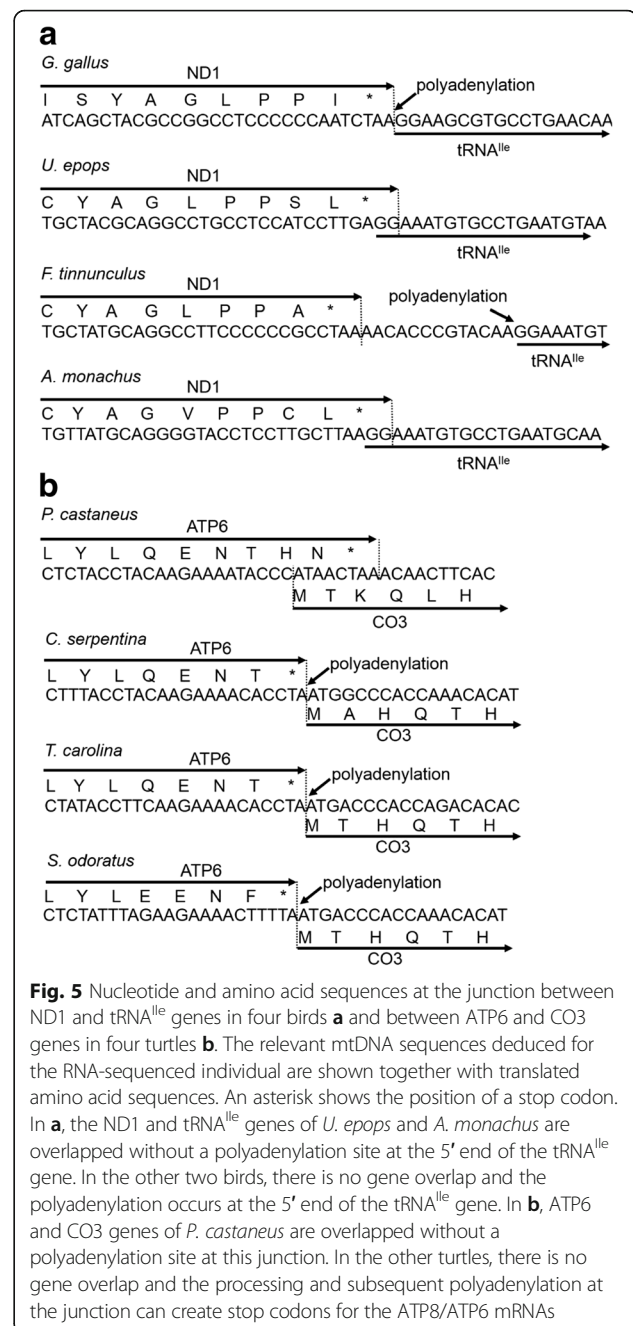 a
G. gallus
ND1
polyadenylation
I S Y A G L P P I *
ATCAGCTACGCCGGCCTCCCCCCAATCTAAGGAAGCGTGCCTGAACAA
tRNAIle
U. epops
ND1
C Y A G L P P S L *
TGCTACGCAGGCCTGCCTCCATCCTTGAGGAAATGTGCCTGAATGTAA
tRNAIle
F. tinnunculus
ND1
polyadenylation
C Y A G L P P A *
TGCTATGCAGGCCTTCCCCCCGCCTAAAACACCCGTACAAGGAAATGT
tRNAIle
A. monachus
ND1
C Y A G V P P C L *
TGTTATGCAGGGGTACCTCCTTGCTTAAGGAAATGTGCCTGAATGCAA
tRNAIle
b
P. castaneus
ATP6
L Y L Q E N T H N *
CTCTACCTACAAGAAAATACCCATAACTAAACAACTTCAC
M T K Q L H
CO3
C. serpentina
ATP6
polyadenylation
L Y L Q E N T *
CTTTACCTACAAGAAAACACCTAATGGCCCACCAAACACAT
M A H Q T H
CO3
T. carolina
ATP6
polyadenylation
L Y L Q E N T *
CTATACCTTCAAGAAAACACCTAATGACCCACCAGACACAC
M T H Q T H
CO3
S. odoratus
ATP6
polyadenylation
L Y L E E N F *
CTCTATTTAGAAGAAAACTTTTAATGACCCACCAAACACAT
M T H Q T H
CO3
Fig. 5 Nucleotide and amino acid sequences at the junction between
ND1 and tRNAIle genes in four birds a and between ATP6 and CO3
genes in four turtles b. The relevant mtDNA sequences deduced for
the RNA-sequenced individual are shown together with translated
amino acid sequences. An asterisk shows the position of a stop codon.
In a, the ND1 and tRNAIle genes of U. epops and A. monachus are
overlapped without a polyadenylation site at the 5′ end of the tRNAIle
gene. In the other two birds, there is no gene overlap and the
polyadenylation occurs at the 5′ end of the tRNAIle gene. In b, ATP6
and CO3 genes of P. castaneus are overlapped without a
polyadenylation site at this junction. In the other turtles, there is no
gene overlap and the processing and subsequent polyadenylation at
the junction can create stop codons for the ATP8/ATP6 mRNAs